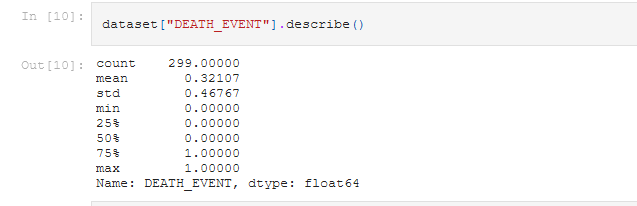 In [10]: dataset["DEATH_EVENT"].describe()
Out[10]: count    299.00000
mean       0.32107
std        0.46767
min        0.00000
25%        0.00000
50%        0.00000
75%        1.00000
max        1.00000
Name: DEATH_EVENT, dtype: float64